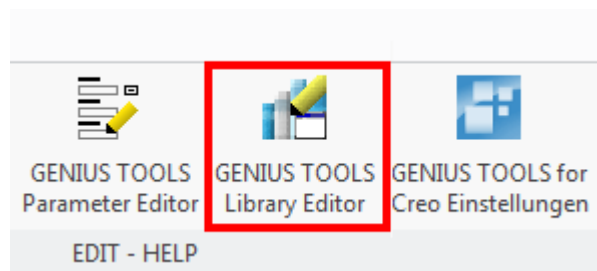 GENIUS TOOLS
Parameter Editor
GENIUS TOOLS
Library Editor
GENIUS TOOLS for
Creo Einstellungen
EDIT - HELP